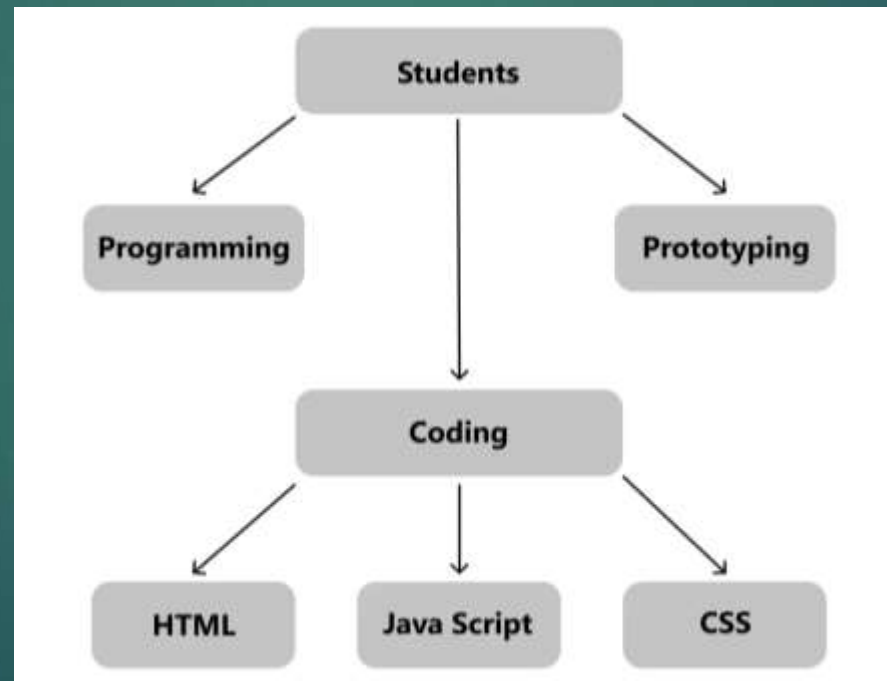 Students
Programming
Prototyping
Coding
HTML
Java Script
CSS